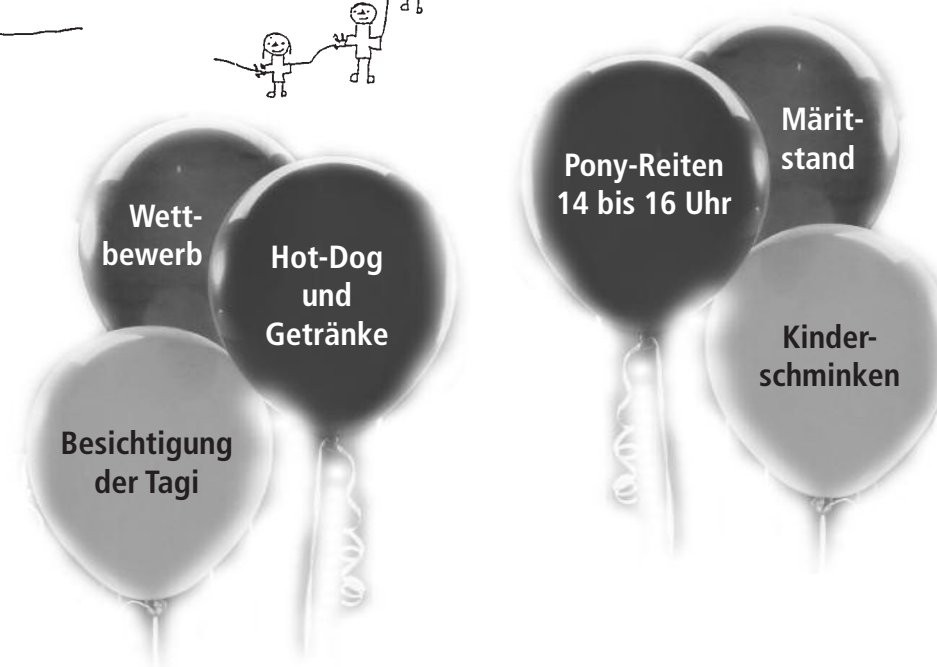 Wett-
bewerb
Hot-Dog
und
Getränke
Besichtigung
der Tagi
Pony-Reiten
14 bis 16 Uhr
Märit-
stand
Kinder-
schminken